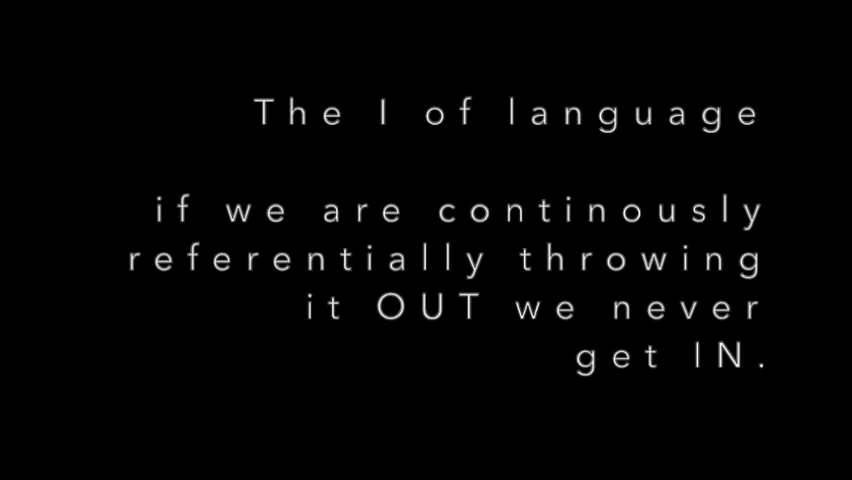 The I of language
if we are continously
referentially throwing
it OUT we never
get IN.